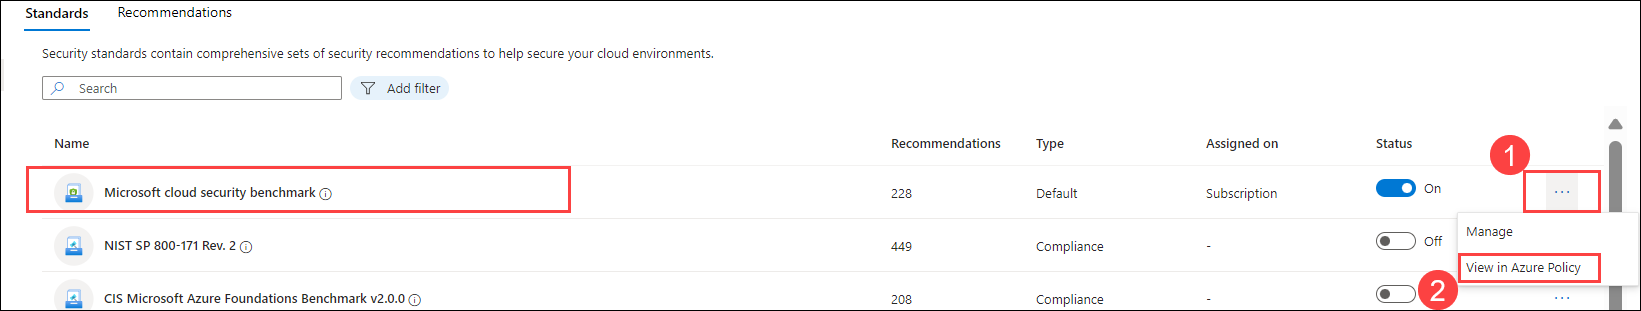 Standards Recommendations
Security standards contain comprehensive sets of security recommendations to help secure your cloud environments.
Search Add filter
Name Recommendations Type Assigned on Status 1
Microsoft cloud security benchmark 228 Default Subscription On ...
Manage
NIST SP 800-171 Rev. 2 449 Compliance - Off
View in Azure Policy
CIS Microsoft Azure Foundations Benchmark v2.0.0 208 Compliance - 2 ...